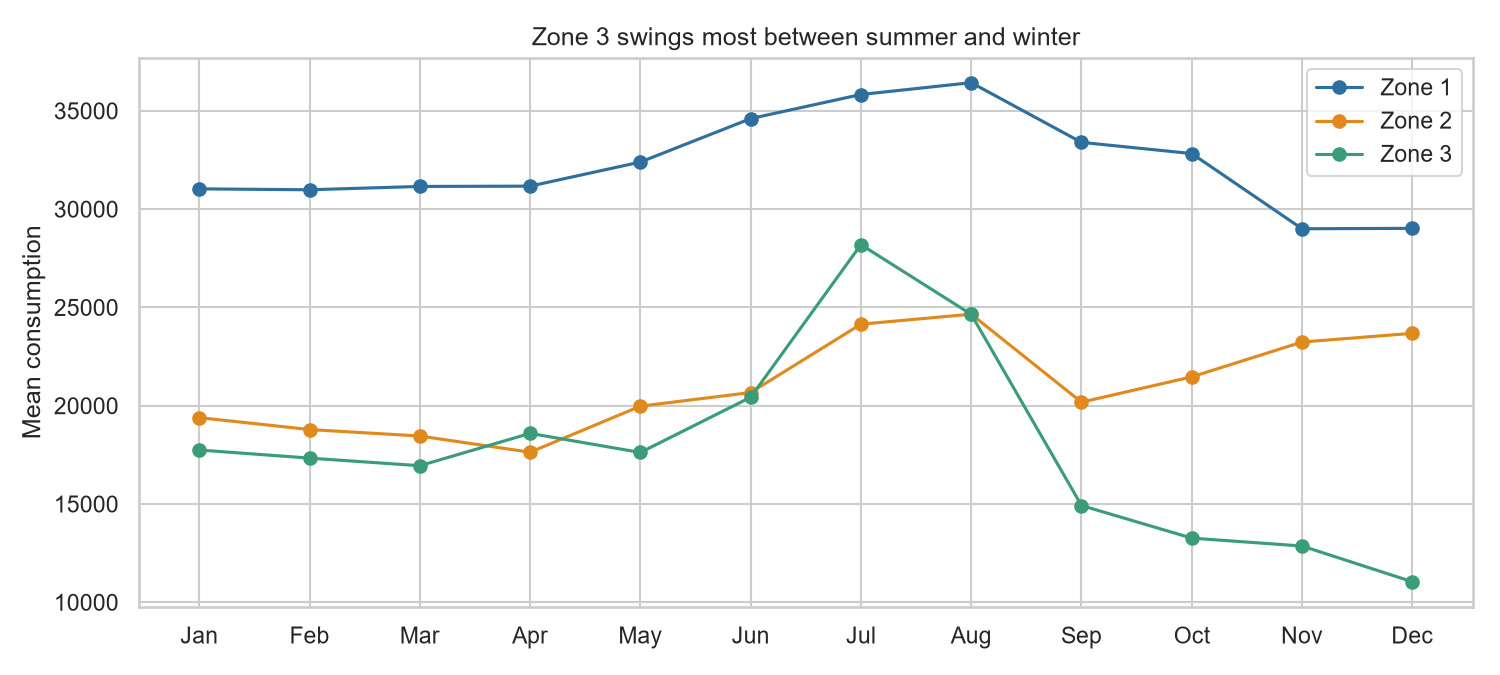 Zone 3 swings most between summer and winter
Zone 1
Zone 2
Zone 3
Mean consumption
35000
30000
25000
20000
15000
10000
Jan Feb Mar Apr May Jun Jul Aug Sep Oct Nov Dec